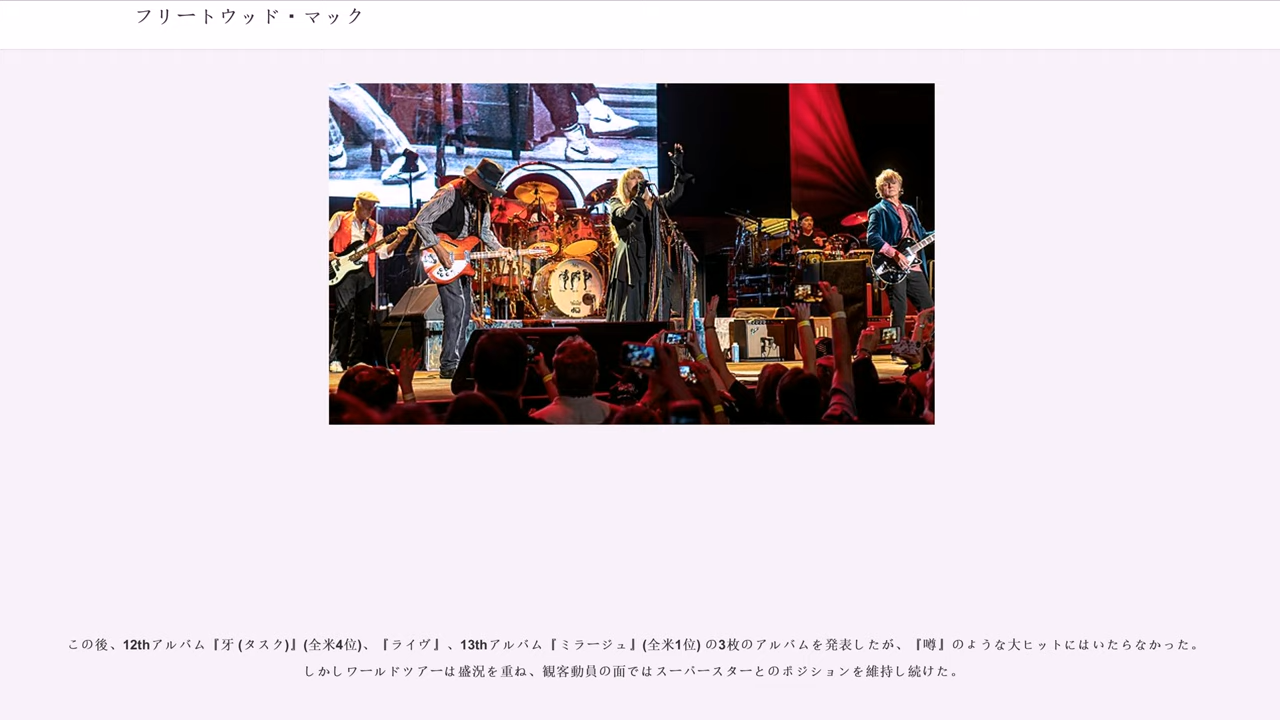 フリートウッド・マック
この後、12thアルバム『牙 (タスク)』(全米4位)、『ライヴ』、13thアルバム『ミラージュ』(全米1位) の3枚のアルバムを発表したが、『噂』のような大ヒットにはいたらなかった。
しかしワールドツアーは盛況を重ね、観客動員の面ではスーパースターとのポジションを維持し続けた。